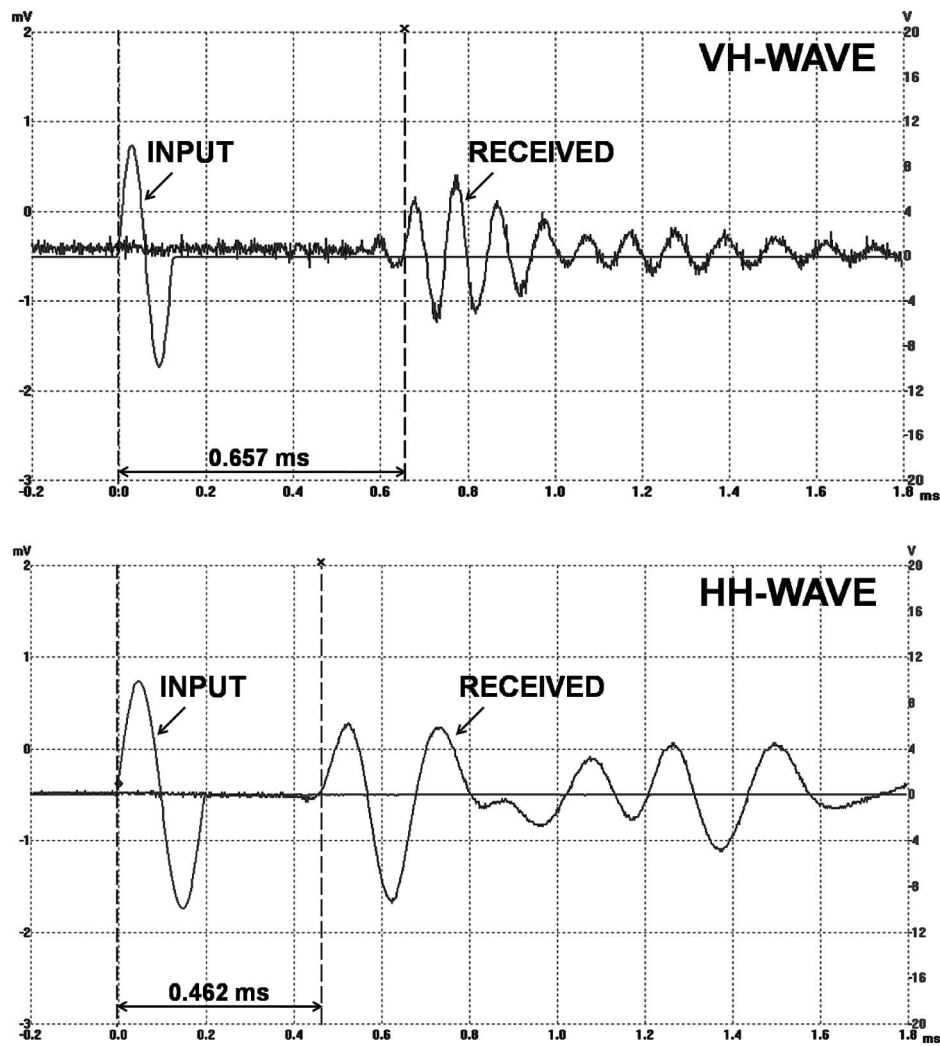 mV V
2 20
VH-WAVE
16
1 12
INPUT RECEIVED
8
0 4
0
-1 4
8
-2 12
16
0.657 ms
-3 20
-0.2 0.0 0.2 0.4 0.6 0.8 1.0 1.2 1.4 1.6 1.8
ms
mV V
2 20
HH-WAVE
16
1 12
INPUT RECEIVED
8
0 4
0
-1 -4
-8
-2 -12
-16
0.462 ms
-3 -20
-0.2 0.0 0.2 0.4 0.6 0.8 1.0 1.2 1.4 1.6 1.8
ms